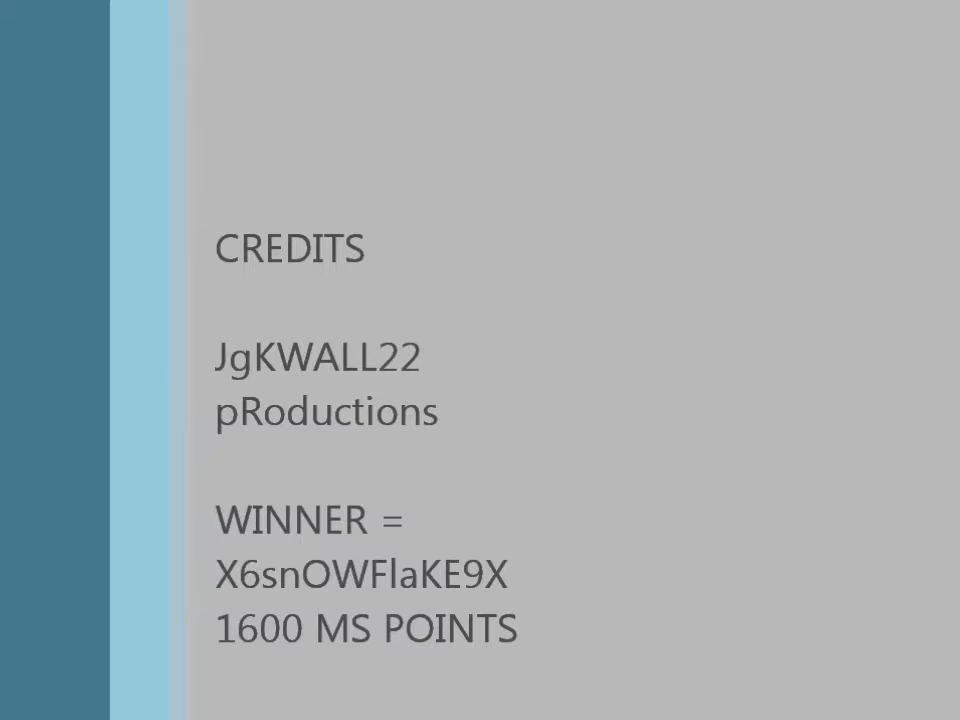 CREDITS
JgKWALL22
pRoductions
WINNER =
X6snOWFlaKE9X
1600 MS POINTS